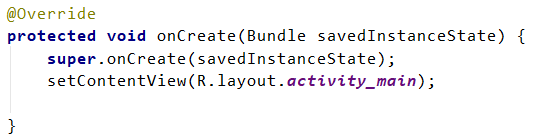 @Override
protected void onCreate(Bundle savedInstanceState) {
    super.onCreate(savedInstanceState);
    setContentView(R.layout.activity_main);
}